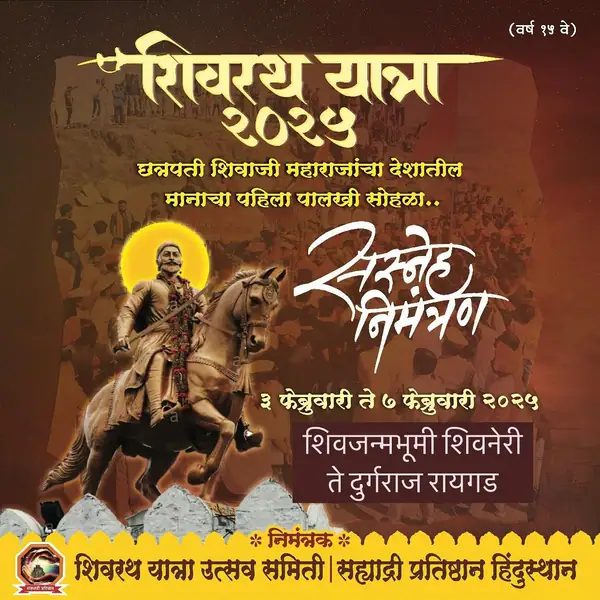 (वर्ष १५ वे)
शिवरथ यात्रा
२०२५
छत्रपती शिवाजी महाराजांचा देशातील
मानाचा पहिला पालखी सोहळा..
सस्नेह
निमंत्रण
३ फेब्रुवारी ते ७ फेब्रुवारी २०२५
शिवजन्मभूमी शिवनेरी
ते दुर्गराज रायगड
निमंत्रक
शिवरथ यात्रा उत्सव समिती|सह्याद्री प्रतिष्ठान हिंदुस्थान